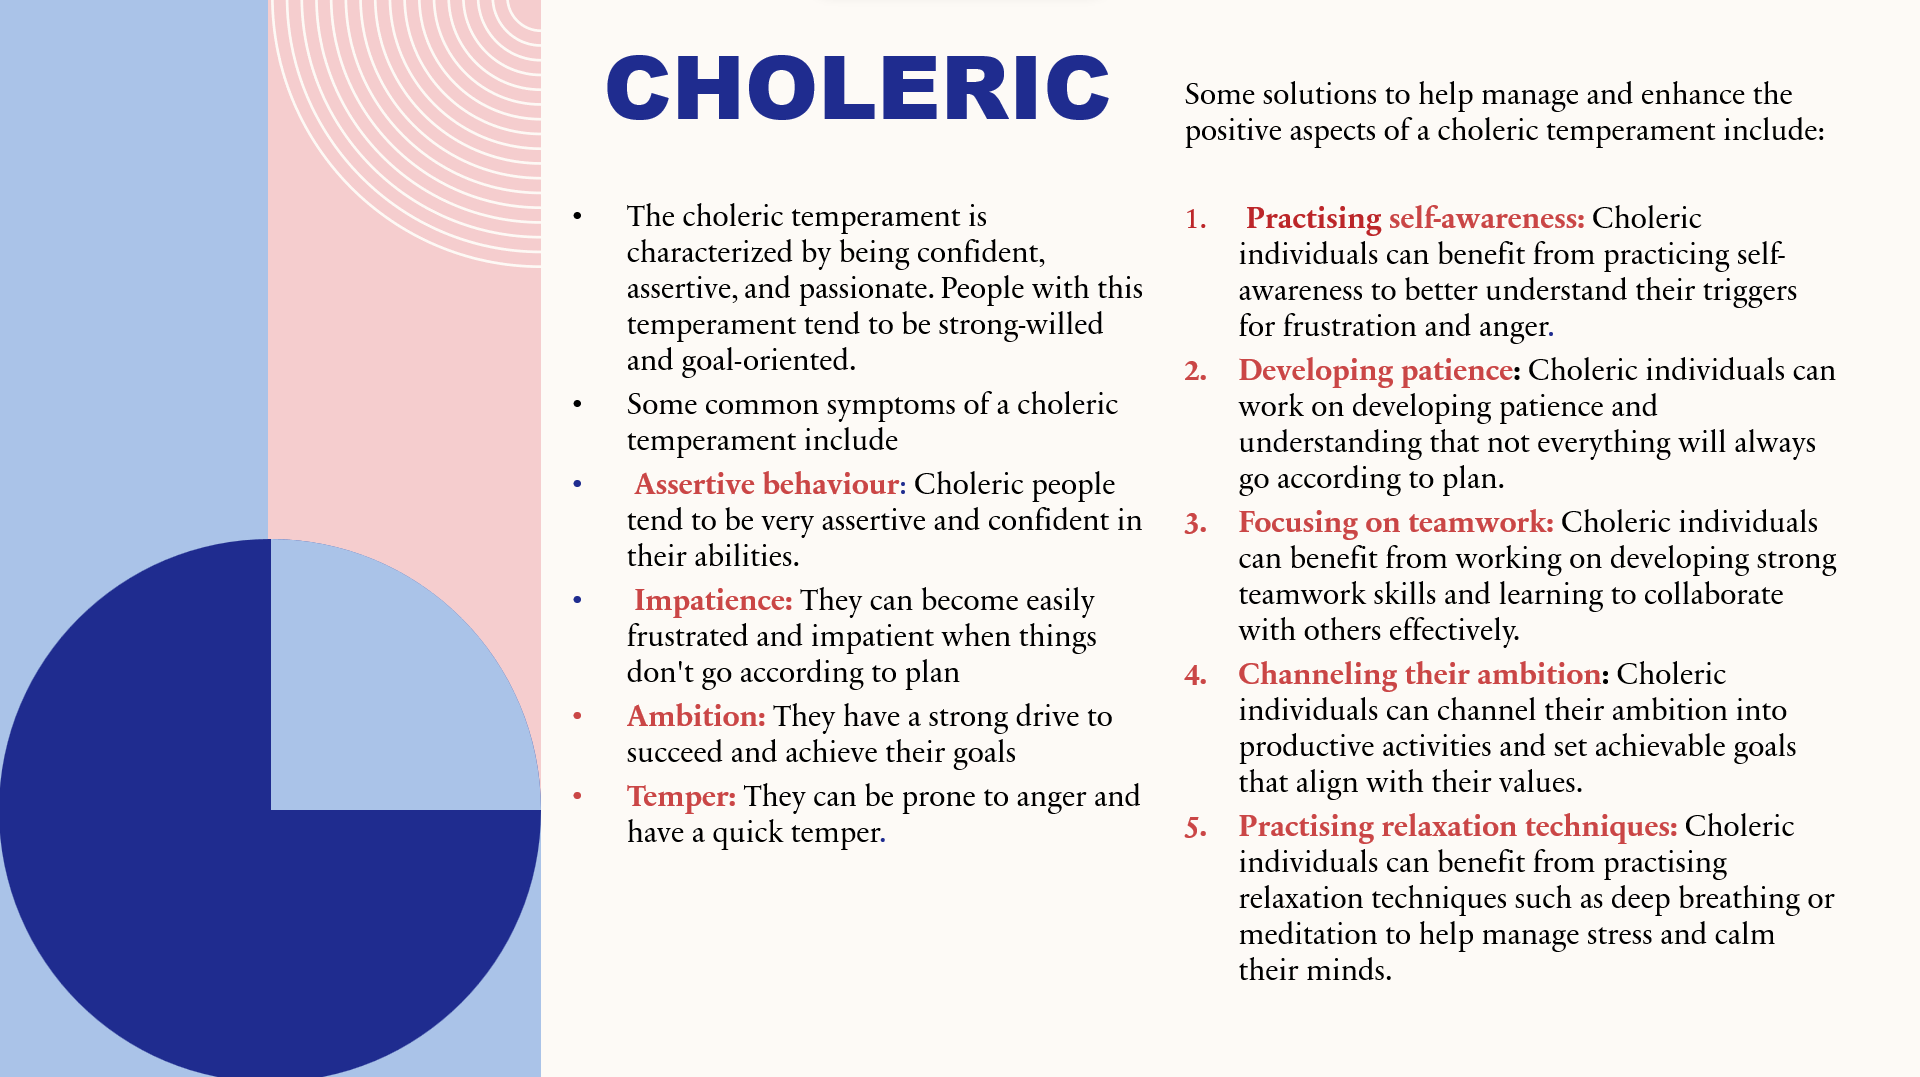 CHOLERIC
• The choleric temperament is
characterized by being confident,
assertive, and passionate. People with this
temperament tend to be strong-willed
and goal-oriented.
• Some common symptoms of a choleric
temperament include
• Assertive behaviour: Choleric people
tend to be very assertive and confident in
their abilities.
• Impatience: They can become easily
frustrated and impatient when things
don't go according to plan
• Ambition: They have a strong drive to
succeed and achieve their goals
• Temper: They can be prone to anger and
have a quick temper.
Some solutions to help manage and enhance the
positive aspects of a choleric temperament include:
1. Practising self-awareness: Choleric
individuals can benefit from practicing self-
awareness to better understand their triggers
for frustration and anger.
2. Developing patience: Choleric individuals can
work on developing patience and
understanding that not everything will always
go according to plan.
3. Focusing on teamwork: Choleric individuals
can benefit from working on developing strong
teamwork skills and learning to collaborate
with others effectively.
4. Channeling their ambition: Choleric
individuals can channel their ambition into
productive activities and set achievable goals
that align with their values.
5. Practising relaxation techniques: Choleric
individuals can benefit from practising
relaxation techniques such as deep breathing or
meditation to help manage stress and calm
their minds.